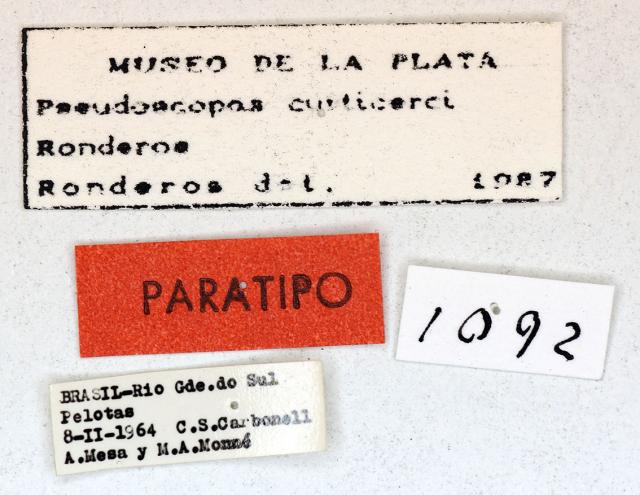 MUSEO DE LA PLATA
Pseudoscopas curticerci
Ronderos
Ronderos det. 1987
PARATIPO
1092
BRASIL-Rio Gde.do Sul
Pelotas
8-II-1964 C.S.Carbonell
A.Mesa y M.A.Monné